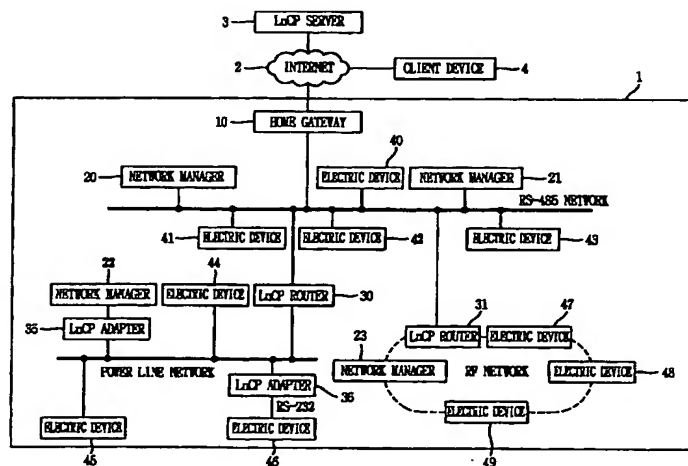 3 LnCP SERVER
2 INTERNET CLIENT DEVICE 4
1
10 HOME GATEWAY
40
20 NETWORK MANAGER ELECTRIC DEVICE NETWORK MANAGER 21
RS-485 NETWORK
41 ELECTRIC DEVICE ELECTRIC DEVICE 42 ELECTRIC DEVICE 43
22 44
NETWORK MANAGER ELECTRIC DEVICE LnCP ROUTER 30
35 LnCP ADAPTER
31 47
LnCP ROUTER ELECTRIC DEVICE
23
NETWORK MANAGER RF NETWORK ELECTRIC DEVICE 48
POWER LINE NETWORK
LnCP ADAPTER 36
RS-232
ELECTRIC DEVICE
49
ELECTRIC DEVICE ELECTRIC DEVICE
45 46